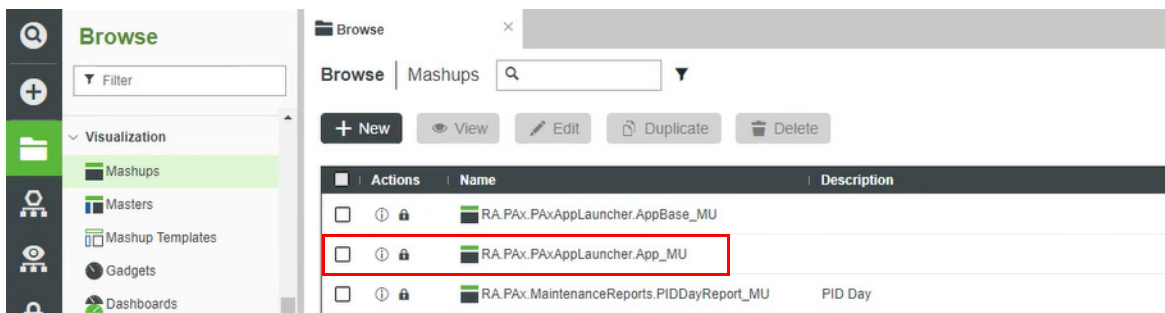 Browse
Filter
Visualization
Mashups
Masters
Mashup Templates
Gadgets
Dashboards
Browse
Browse | Mashups
New View Edit Duplicate Delete
Actions Name Description
RA.PAx.PAxAppLauncher.AppBase_MU
RA.PAx.PAxAppLauncher.App_MU
RA.PAx.MaintenanceReports.PIDDayReport_MU PID Day